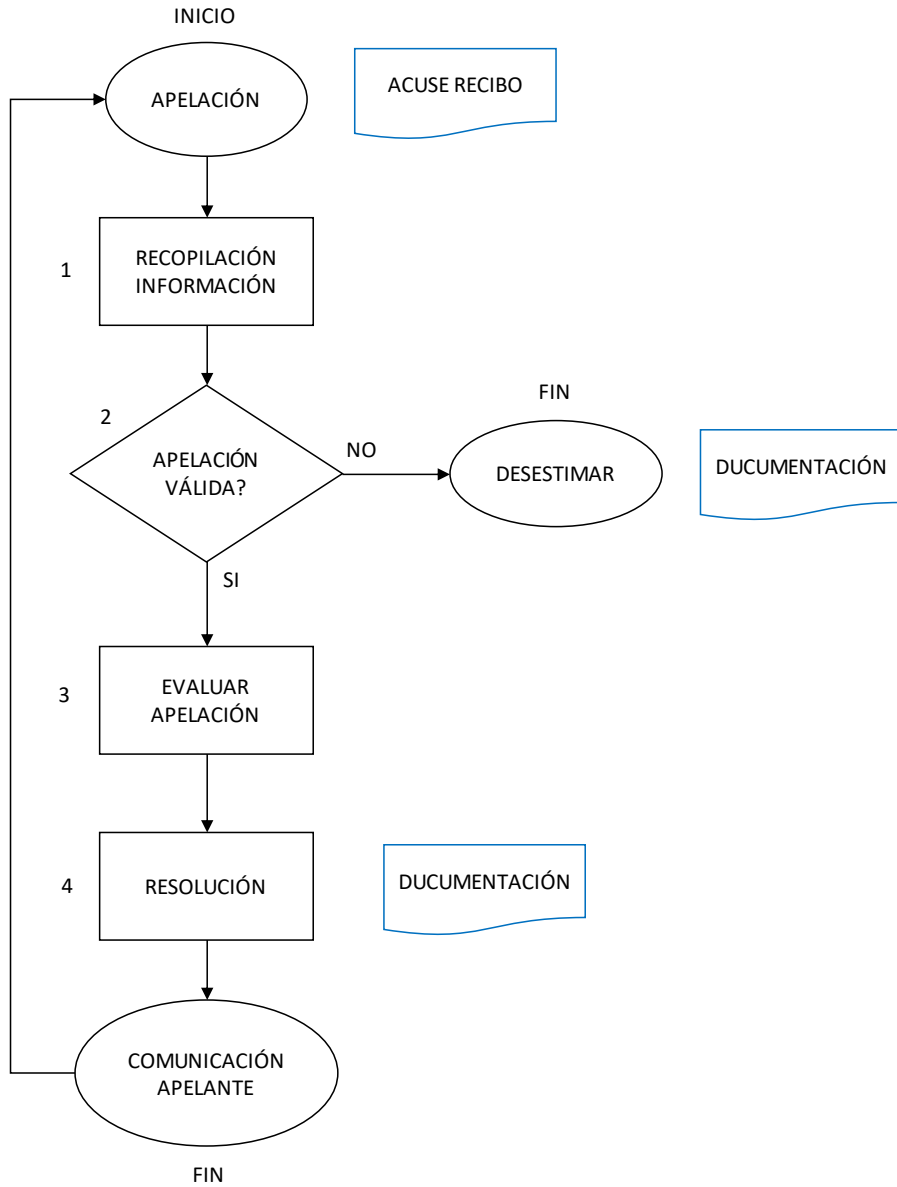 INICIO
APELACIÓN
ACUSE RECIBO
1
RECOPILACIÓN
INFORMACIÓN
2
APELACIÓN
VÁLIDA?
NO
FIN
DESESTIMAR
DUCUMENTACIÓN
SI
3
EVALUAR
APELACIÓN
4
RESOLUCIÓN
DUCUMENTACIÓN
COMUNICACIÓN
APELANTE
FIN